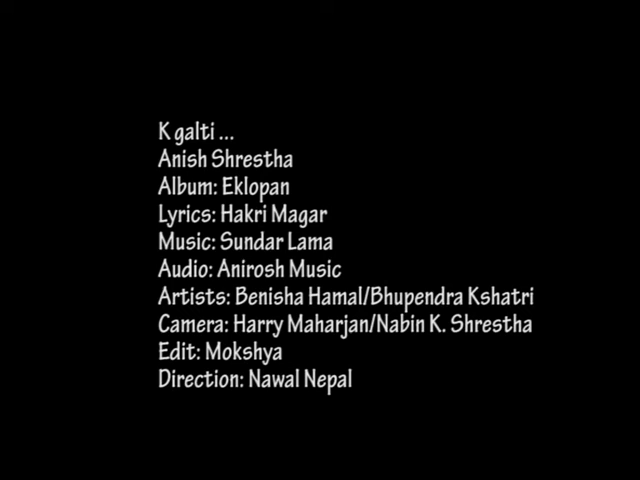 K galti ...
Anish Shrestha
Album: Eklopan
Lyrics: Hakri Magar
Music: Sundar Lama
Audio: Anirosh Music
Artists: Benisha Hamal/Bhupendra Kshatri
Camera: Harry Maharjan/Nabin K. Shrestha
Edit: Mokshya
Direction: Nawal Nepal